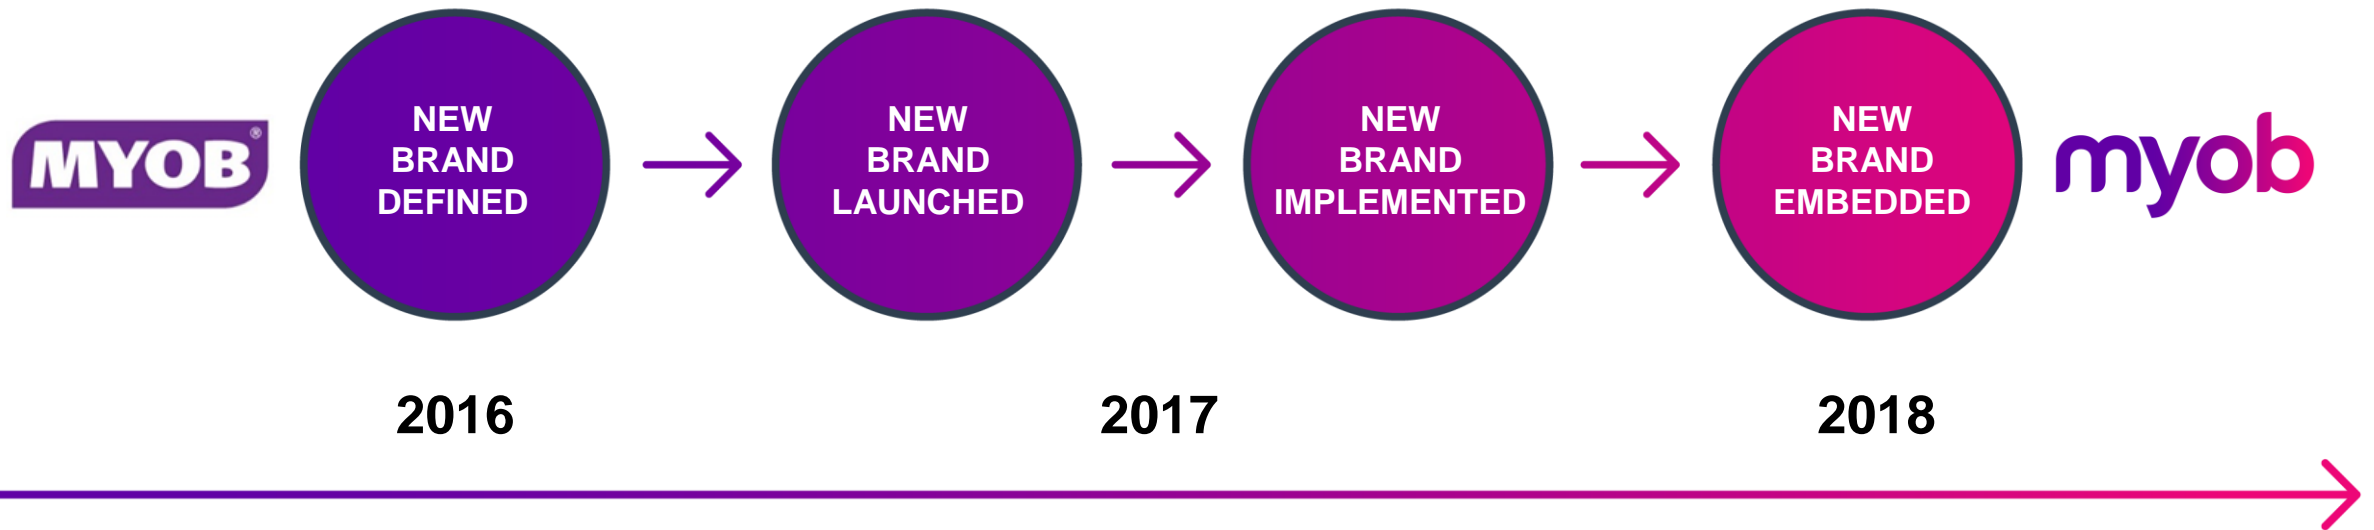 MYOB®
NEW
BRAND
DEFINED
NEW
BRAND
LAUNCHED
NEW
BRAND
IMPLEMENTED
NEW
BRAND
EMBEDDED
myob
2016
2017
2018